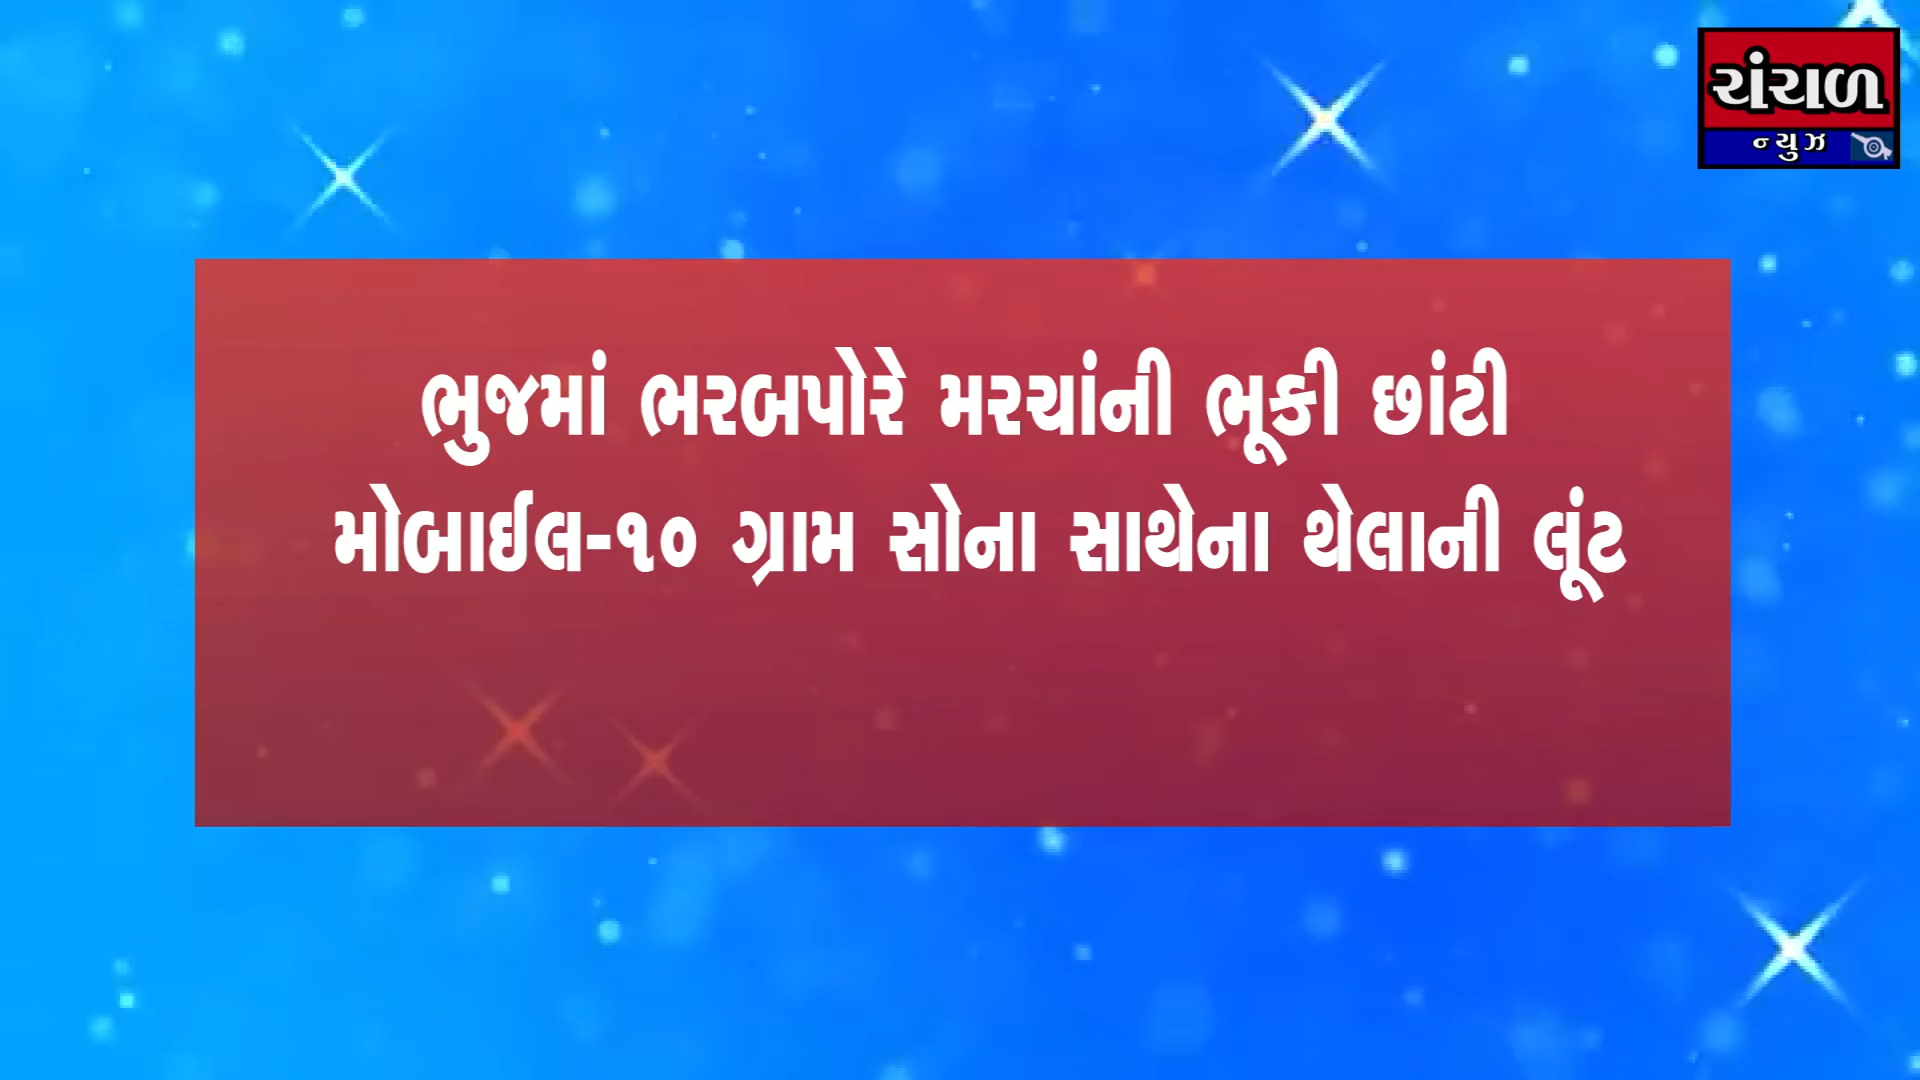 ચંચળ
ન્યુઝ
ભુજમાં ભરબપોરે મરચાંની ભૂકી છાંટી
મોબાઈલ-૧૦ ગ્રામ સોના સાથેના થેલાની લૂંટ